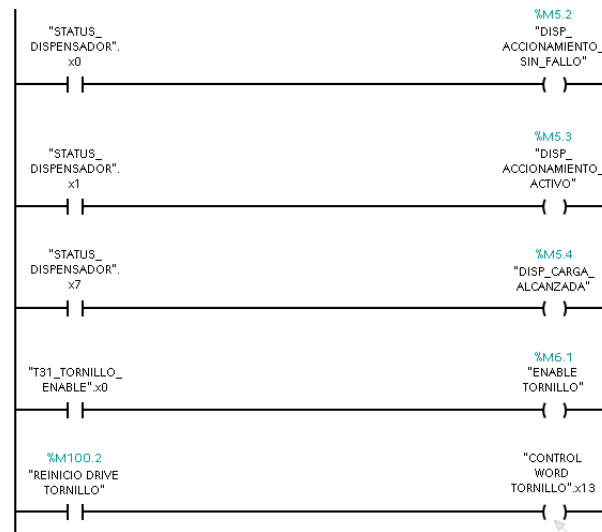 %M5.2
"STATUS_
DISPENSADOR".
x0
"DISP_
ACCIONAMIENTO_
SIN_FALLO"
%M5.3
"STATUS_
DISPENSADOR".
x1
"DISP_
ACCIONAMIENTO_
ACTIVO"
%M5.4
"STATUS_
DISPENSADOR".
x7
"DISP_CARGA_
ALCANZADA"
%M6.1
"T31_TORNILLO_
ENABLE".x0
"ENABLE
TORNILLO"
%M100.2
"REINICIO DRIVE
TORNILLO"
"CONTROL
WORD
TORNILLO".x13